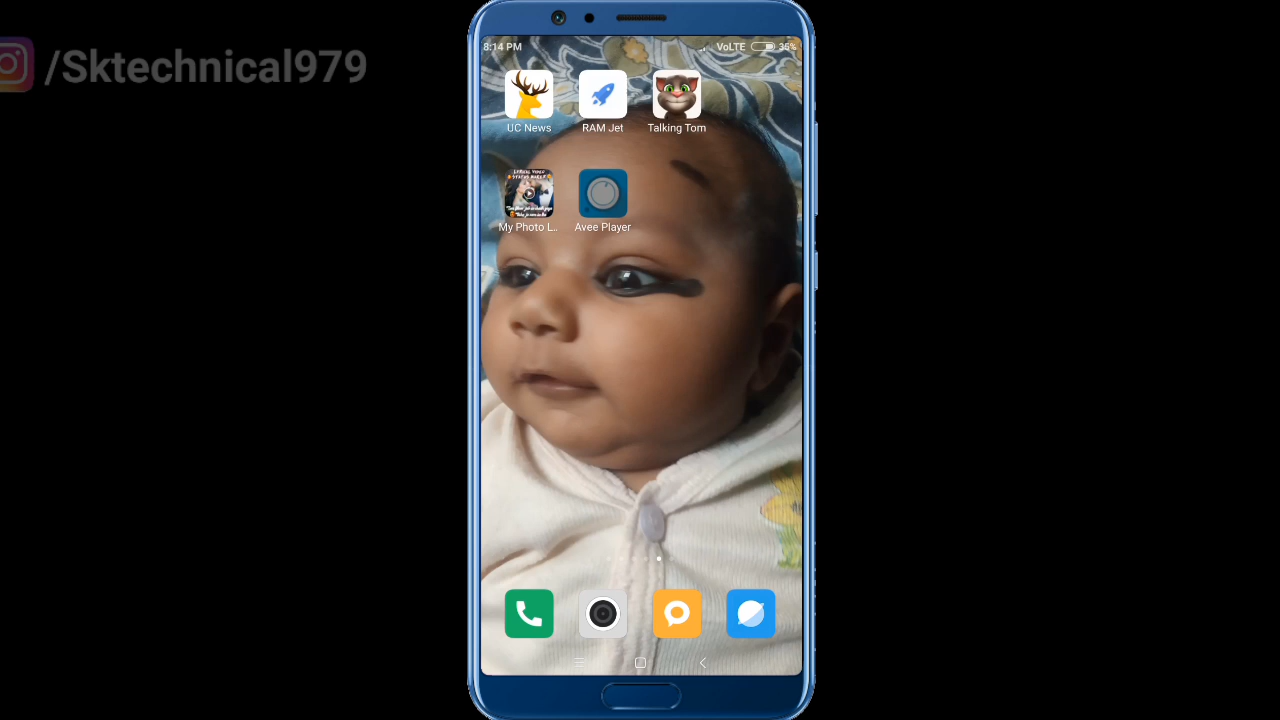 /Sktechnical979
8:14 PM
VoLTE
35%
UC News
RAM Jet
Talking Tom
My Photo L..
Avee Player